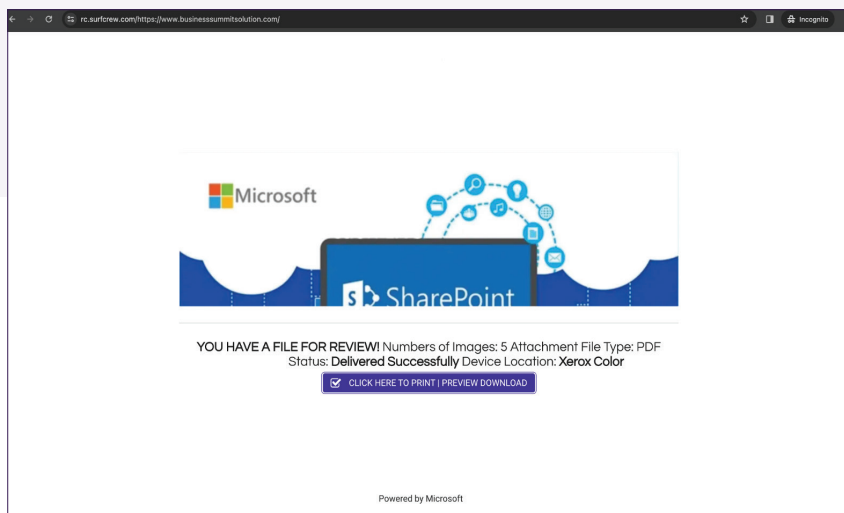 rc.surfcrew.com/https://www.businesssummitsolution.com/
Incognito
Microsoft
S SharePoint
YOU HAVE A FILE FOR REVIEW! Numbers of Images: 5 Attachment File Type: PDF
Status: Delivered Successfully Device Location: Xerox Color
CLICK HERE TO PRINT | PREVIEW DOWNLOAD
Powered by Microsoft